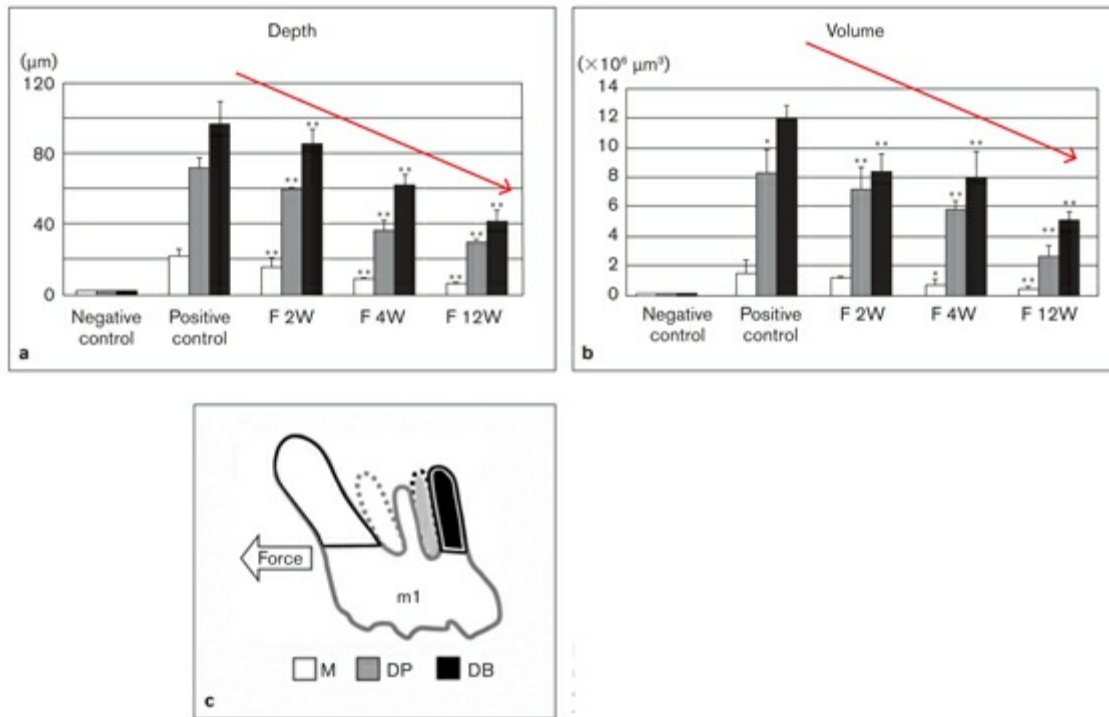 Depth
(μm)
120
80
40
0
Negative control
Positive control
F 2W
F 4W
F 12W
** ** ** ** ** ** ** ** **
a
Volume
(×10⁶ μm³)
14
12
10
8
6
4
2
0
Negative control
Positive control
F 2W
F 4W
F 12W
* ** ** * ** ** ** ** **
b
Force
m1
M DP DB
c